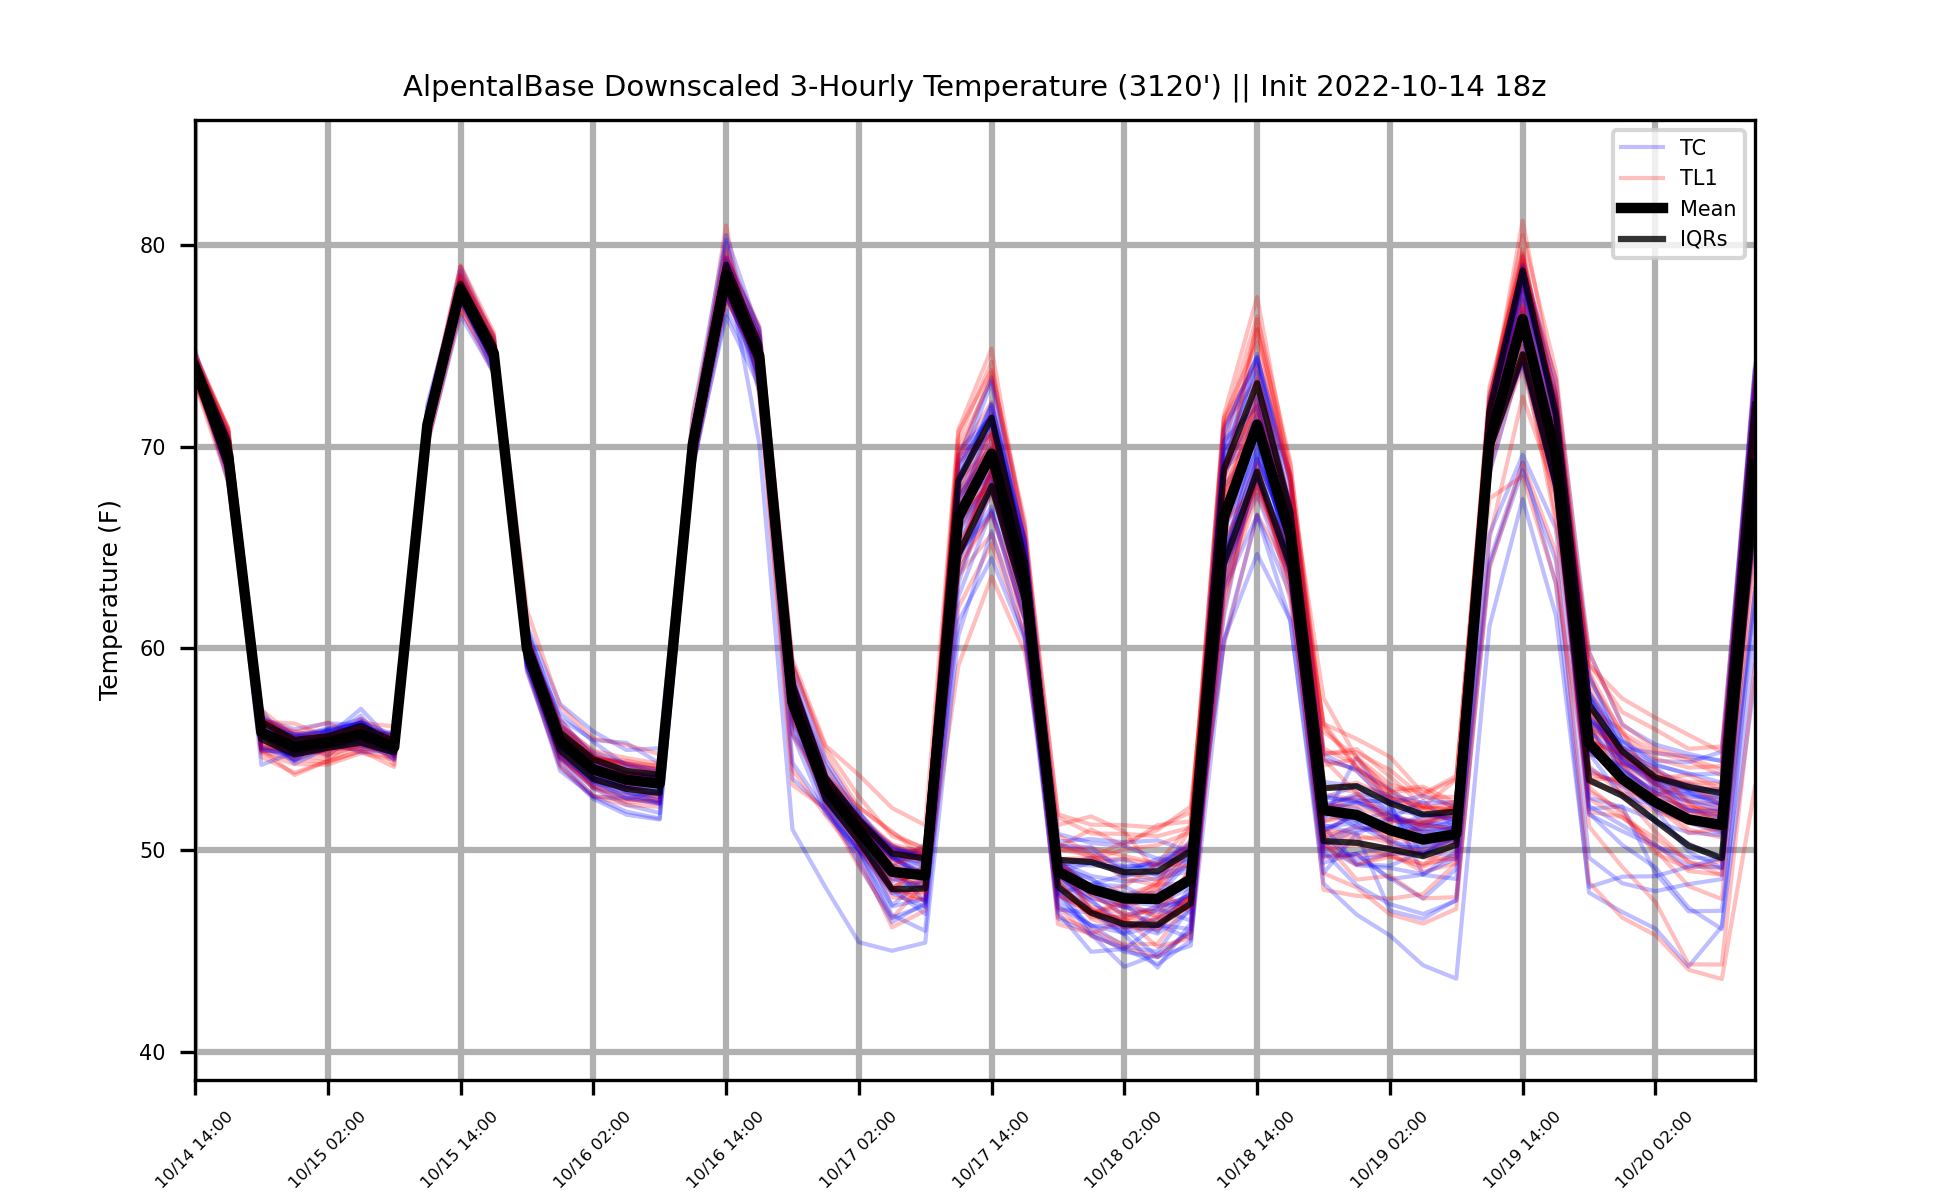 AlpentalBase Downscaled 3-Hourly Temperature (3120') || Init 2022-10-14 18z
TC
TL1
Mean
IQRs
Temperature (F)
80
70
60
50
40
10/14 14:00
10/15 02:00
10/15 14:00
10/16 02:00
10/16 14:00
10/17 02:00
10/17 14:00
10/18 02:00
10/18 14:00
10/19 02:00
10/19 14:00
10/20 02:00